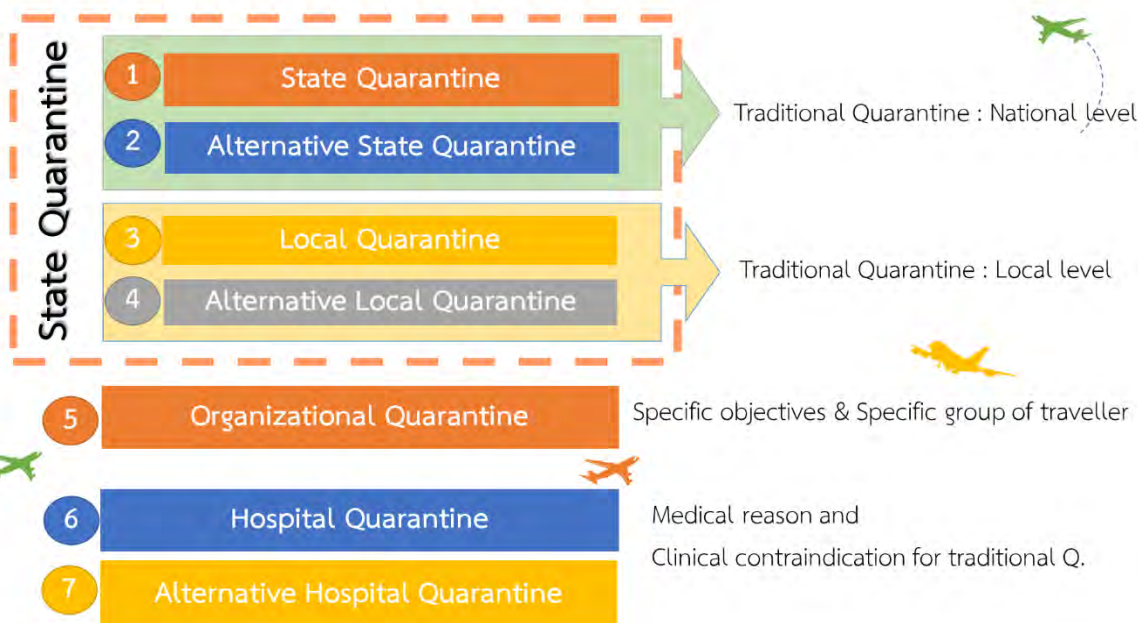 State Quarantine
1
State Quarantine
2
Alternative State Quarantine
Traditional Quarantine : National level
3
Local Quarantine
4
Alternative Local Quarantine
Traditional Quarantine : Local level
5
Organizational Quarantine
Specific objectives & Specific group of traveller
6
Hospital Quarantine
7
Alternative Hospital Quarantine
Medical reason and
Clinical contraindication for traditional Q.